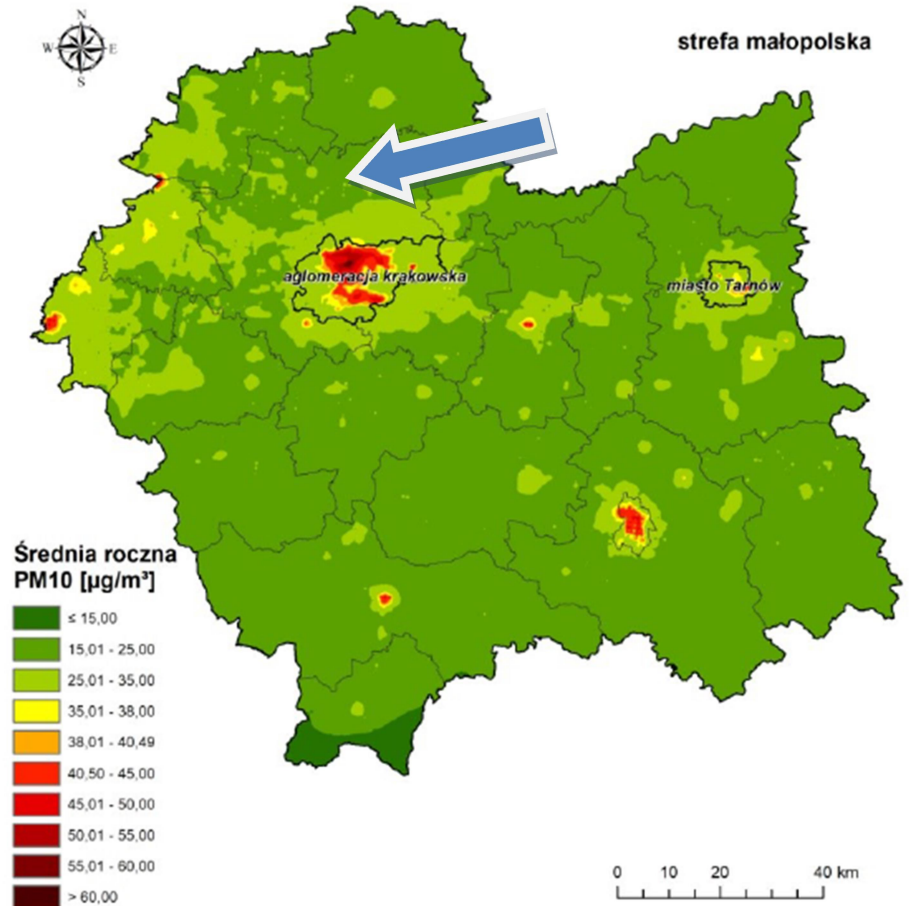 N
W E
S
strefa małopolska
aglomeracja krakowska
miasto Tarnów
Średnia roczna
PM10 [µg/m³]
≤ 15,00
15,01 - 25,00
25,01 - 35,00
35,01 - 38,00
38,01 - 40,49
40,50 - 45,00
45,01 - 50,00
50,01 - 55,00
55,01 - 60,00
> 60,00
0 10 20 40 km